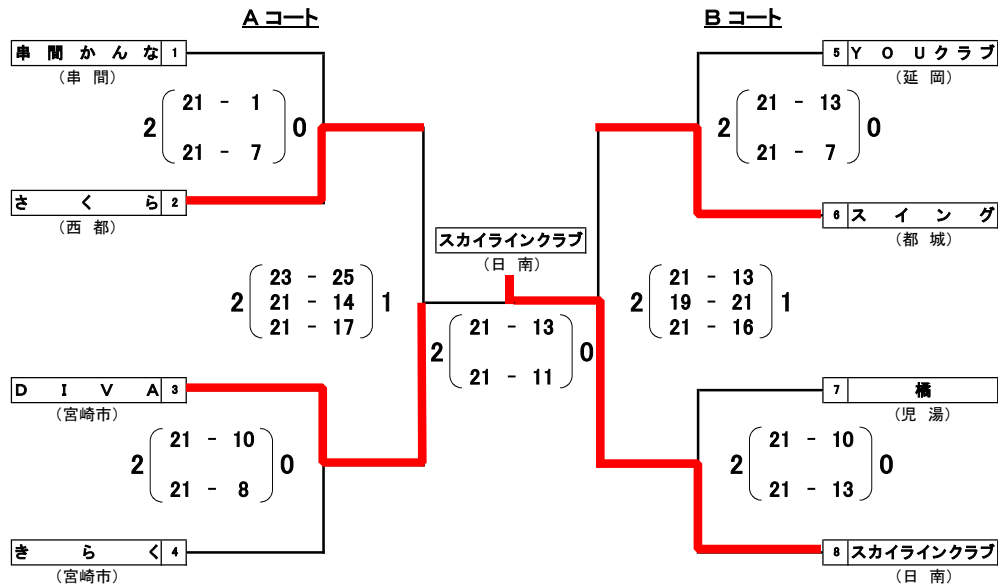 Aコート
Bコート
串間かんな 1
(串 間)
5 YOUクラブ
(延 岡)
2 21 - 1 0
21 - 7
2 21 - 13 0
21 - 7
さくら 2
(西 都)
6 スイング
(都 城)
スカイラインクラブ
(日 南)
23 - 25
2 21 - 14 1
21 - 17
21 - 13
2 19 - 21 1
21 - 16
2 21 - 13 0
21 - 11
DIVA 3
(宮崎市)
7 橘
(児 湯)
2 21 - 10 0
21 - 8
2 21 - 10 0
21 - 13
きらく 4
(宮崎市)
8 スカイラインクラブ
(日 南)